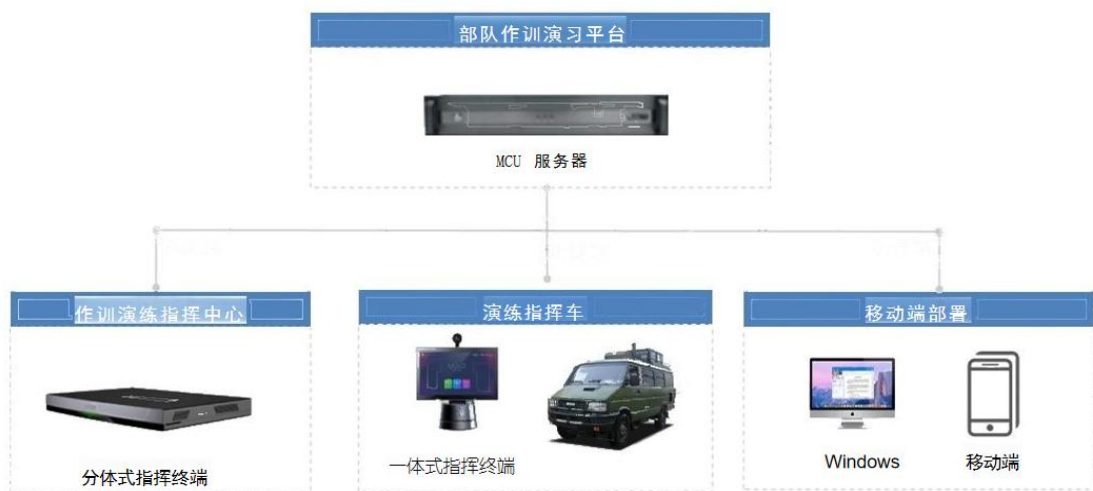 部队作训演习平台
MCU 服务器
作训演练指挥中心
演练指挥车
移动端部署
分体式指挥终端
一体式指挥终端
Windows
移动端